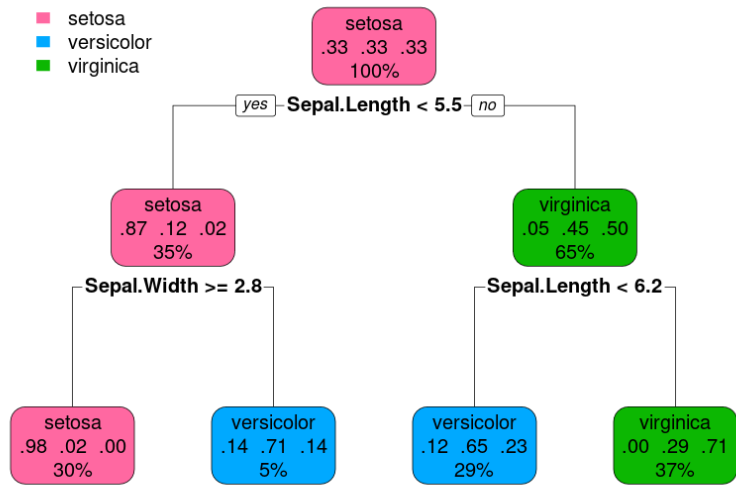 setosa
versicolor
virginica
setosa
.33 .33 .33
100%
yes Sepal.Length < 5.5 no
setosa
.87 .12 .02
35%
virginica
.05 .45 .50
65%
Sepal.Width >= 2.8
Sepal.Length < 6.2
setosa
.98 .02 .00
30%
versicolor
.14 .71 .14
5%
versicolor
.12 .65 .23
29%
virginica
.00 .29 .71
37%